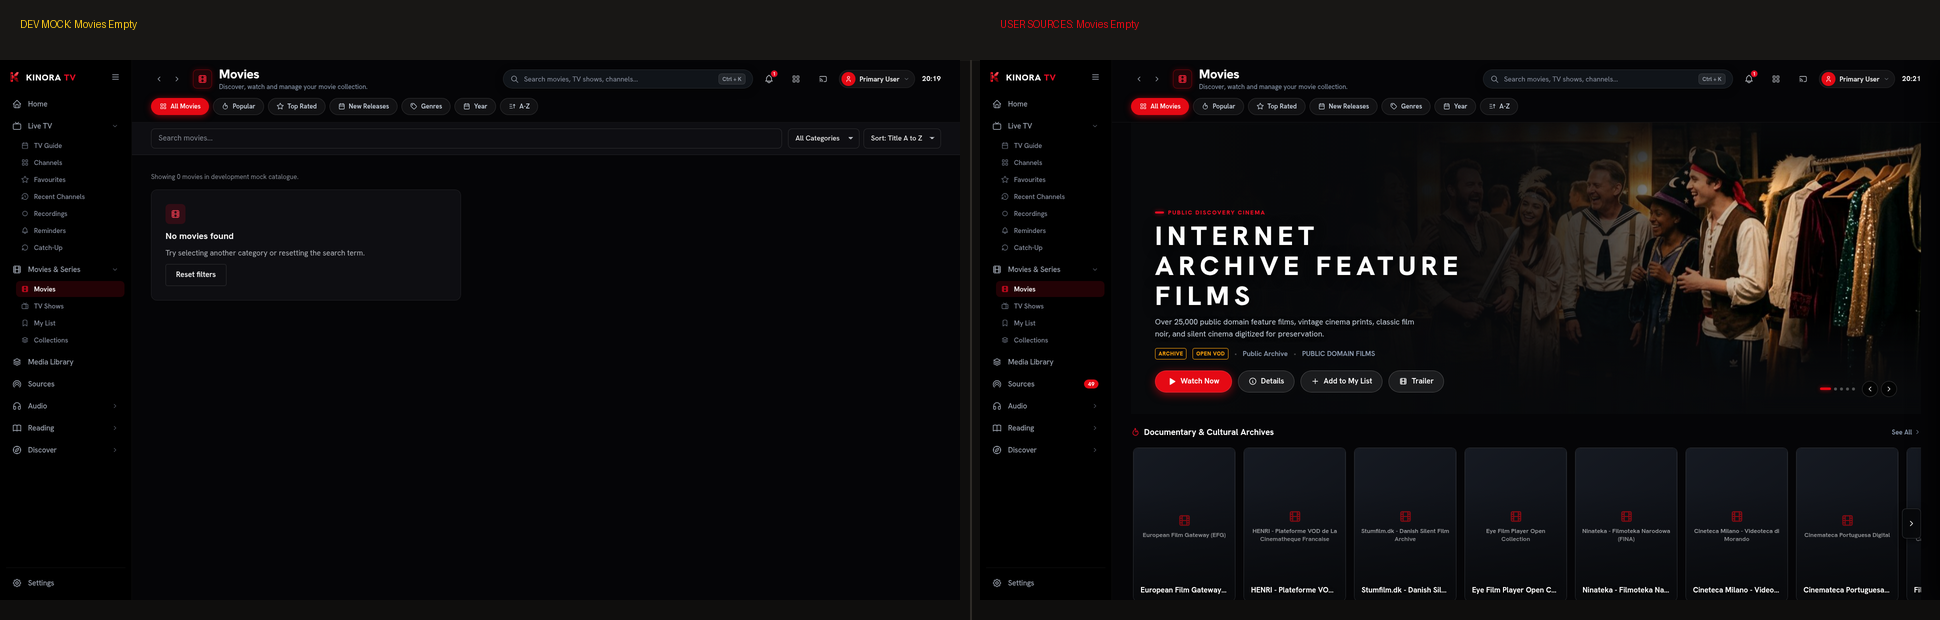 DEV MOCK: Movies Empty
KINORA TV
Home
Live TV
TV Guide
Channels
Favourites
Recent Channels
Recordings
Reminders
Catch-Up
Movies & Series
Movies
TV Shows
My List
Collections
Media Library
Sources
Audio
Reading
Discover
Settings
Movies
Discover, watch and manage your movie collection.
Search movies, TV shows, channels...
Ctrl + K
1
Primary User
20:19
All Movies
Popular
Top Rated
New Releases
Genres
Year
A-Z
Search movies...
All Categories
Sort: Title A to Z
Showing 0 movies in development mock catalogue.
No movies found
Try selecting another category or resetting the search term.
Reset filters
USER SOURCES: Movies Empty
KINORA TV
Home
Live TV
TV Guide
Channels
Favourites
Recent Channels
Recordings
Reminders
Catch-Up
Movies & Series
Movies
TV Shows
My List
Collections
Media Library
Sources
49
Audio
Reading
Discover
Settings
Movies
Discover, watch and manage your movie collection.
Search movies, TV shows, channels...
Ctrl + K
1
Primary User
20:21
All Movies
Popular
Top Rated
New Releases
Genres
Year
A-Z
PUBLIC DISCOVERY CINEMA
INTERNET
ARCHIVE FEATURE
FILMS
Over 25,000 public domain feature films, vintage cinema prints, classic film
noir, and silent cinema digitized for preservation.
ARCHIVE
OPEN VOD
Public Archive
PUBLIC DOMAIN FILMS
Watch Now
Details
Add to My List
Trailer
Documentary & Cultural Archives
See All
European Film Gateway (EFG)
European Film Gateway...
HENRI - Plateforme VOD de La
Cinematheque Francaise
HENRI - Plateforme VO...
Stumfilm.dk - Danish Silent Film
Archive
Stumfilm.dk - Danish Sil...
Eye Film Player Open
Collection
Eye Film Player Open C...
Ninateka - Filmoteka Narodowa
(FINA)
Ninateka - Filmoteka Na...
Cineteca Milano - Videoteca di
Morando
Cineteca Milano - Video...
Cinemateca Portuguesa Digital
Cinemateca Portuguesa...